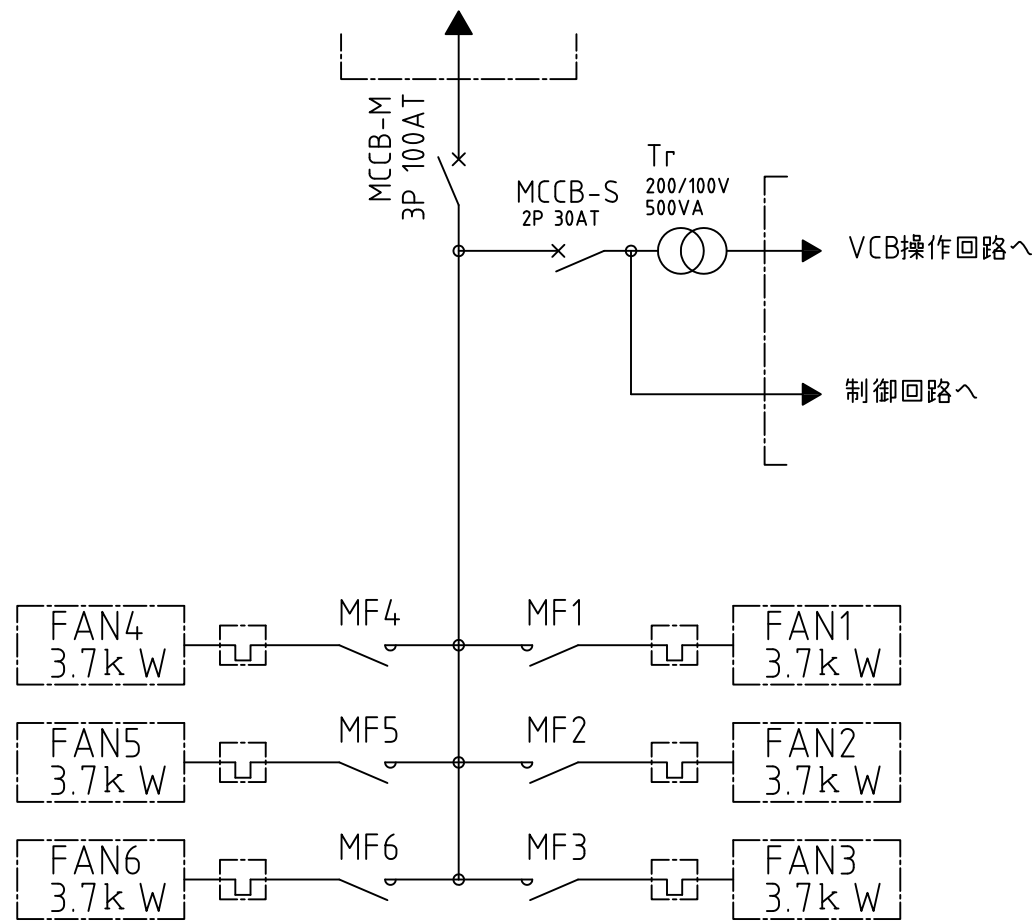 MCCB-M
3P 100AT
MCCB-S
2P 30AT
Tr
200/100V
500VA
VCB操作回路へ
制御回路へ
FAN4
3.7k W
MF4
MF1
FAN1
3.7k W
FAN5
3.7k W
MF5
MF2
FAN2
3.7k W
FAN6
3.7k W
MF6
MF3
FAN3
3.7k W